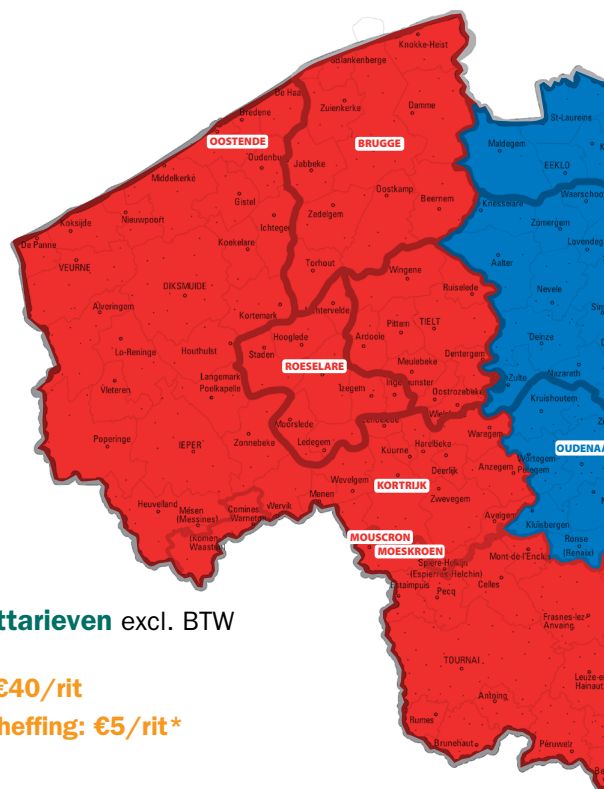 Knokke-Heist
Blankenberge
De Haan
Zuienkerke
Damme
Bredene
St-Laureins
OOSTENDE
BRUGGE
Maldegem
Oudenburg
Jabbeke
EEKLO
Middelkerke
Oostkamp
Waarschoo
Gistel
Beernem
Knesselare
Zedelgem
Koksijde
Nieuwpoort
Ichtegem
Zomergem
De Panne
Koekelare
Lovendeg
VEURNE
Torhout
Wingene
Aalter
DIKSMUIDE
Ruiselede
Nevele
Alveringem
Kortemark
Lichtervelde
Pittem
TIELT
Hooglede
Ardooie
Deinze
Lo-Reninge
Houthulst
Staden
Dentergem
ROESELARE
Meulebeke
Nazareth
Langemark
Poelkapelle
Vleteren
Izegem
Ingelmunster
Zulte
Oostrozebeke
Kruishoutem
Moorslede
Waregem
Poperinge
IEPER
Zonnebeke
Ledegem
Kuurne
Harelbeke
OUDENAA
Wortegem
Petegem
Deerlijk
Anzegem
Wevelgem
KORTRIJK
Menen
Zwevegem
Heuvelland
Mesen
(Messines)
Comines
Warneton
Wervik
Avelgem
Kluisbergen
(Komen
Waasten)
MOUSCRON
MOESKROEN
Ronse
(Renaix)
Mont-de-l'Enclus
Spiere-Helkijn
(Espierres-Helchin)
Estaimpuis
Pecq
Celles
ttarieven excl. BTW
Frasnes-lez-
Anvaing
TOURNAI
€40/rit
Leuze-en
Hainaut
Antoing
heffing: €5/rit*
Rumes
Brunehaut
Péruwelz